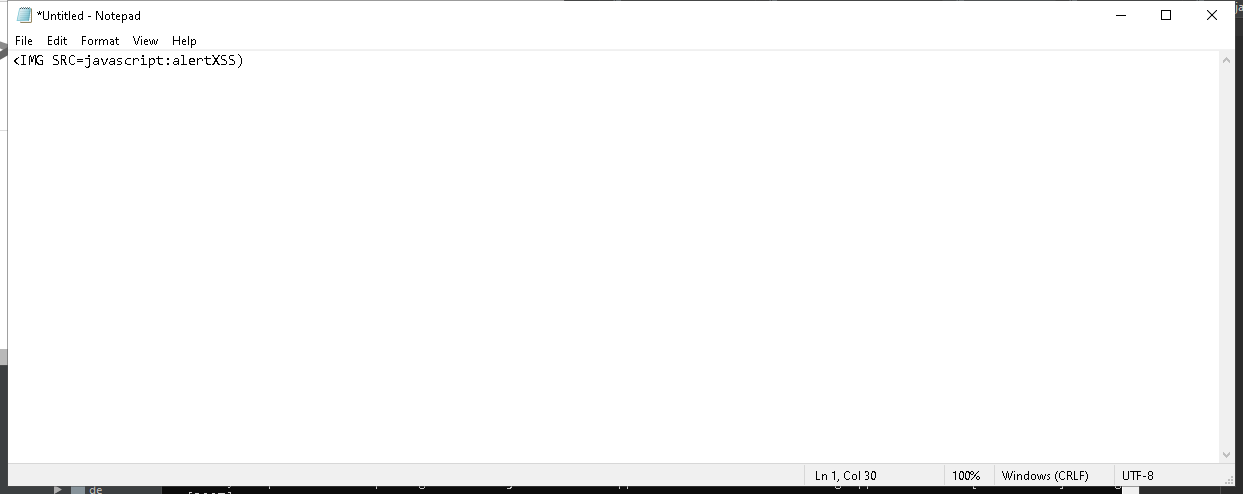 *Untitled - Notepad
ja
File Edit Format View Help
<IMG SRC=javascript:alertXSS)
Ln 1, Col 30 100% Windows (CRLF) UTF-8
de